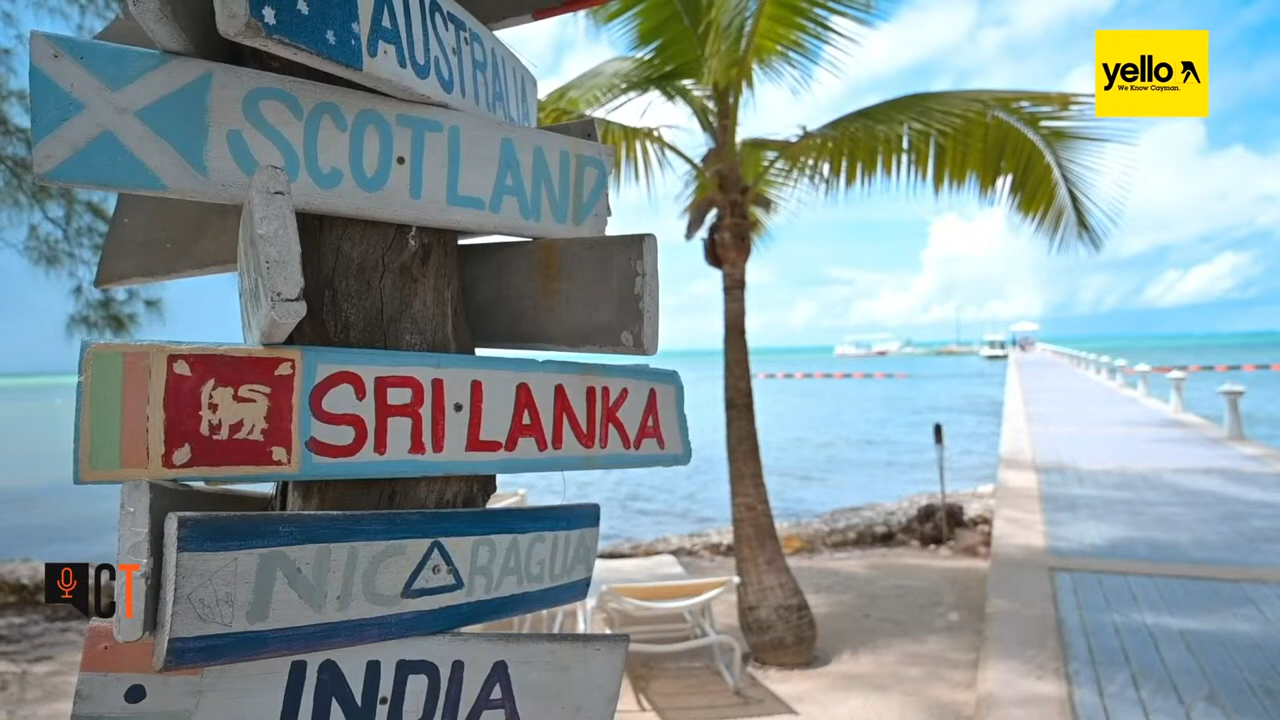 AUSTRALIA
SCOTLAND
SRI LANKA
NICARAGUA
INDIA
yello
We Know Cayman.
CT